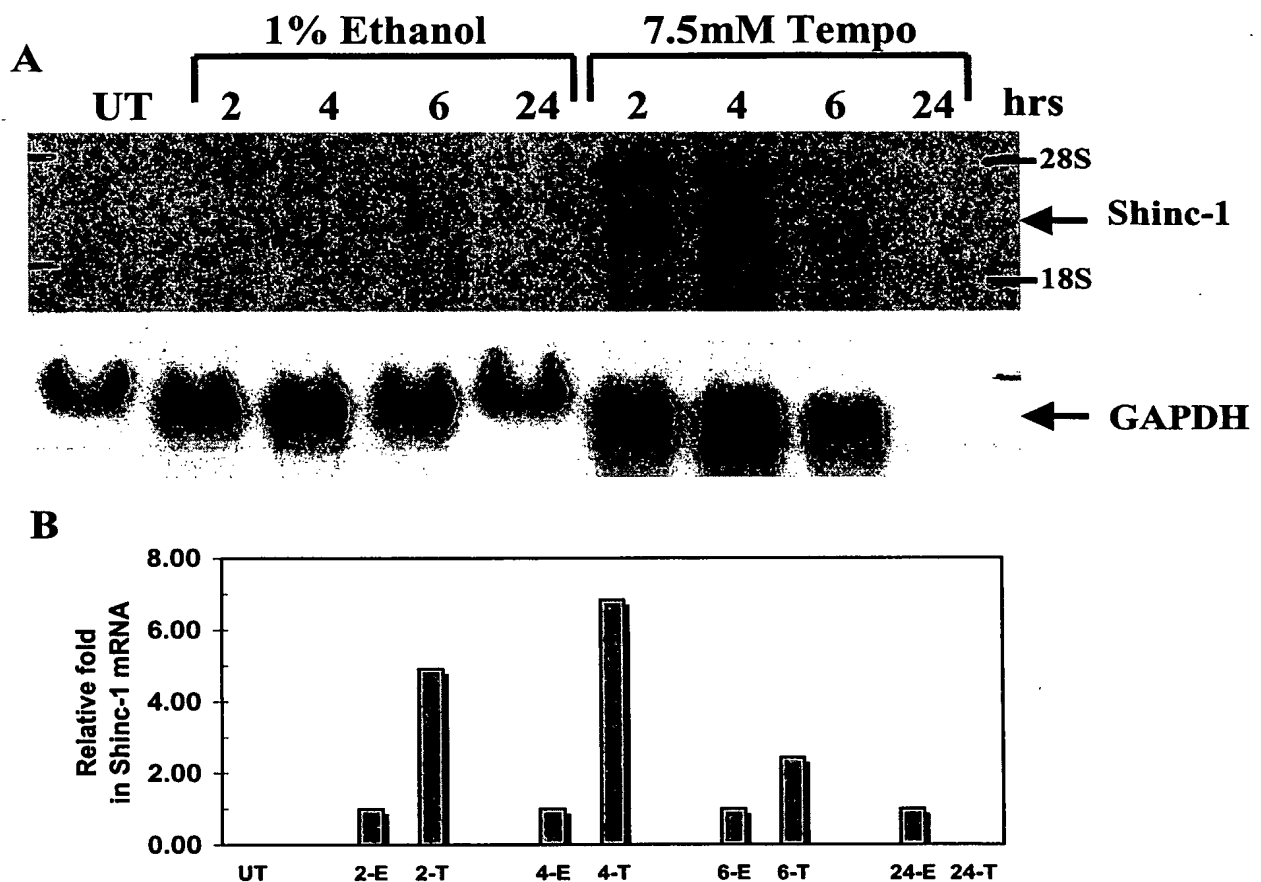 1% Ethanol 7.5mM Tempo
A
UT 2 4 6 24 2 4 6 24 hrs
28S
Shinc-1
18S
GAPDH
B
8.00
6.00
4.00
2.00
0.00
Relative fold
in Shinc-1 mRNA
UT 2-E 2-T 4-E 4-T 6-E 6-T 24-E 24-T